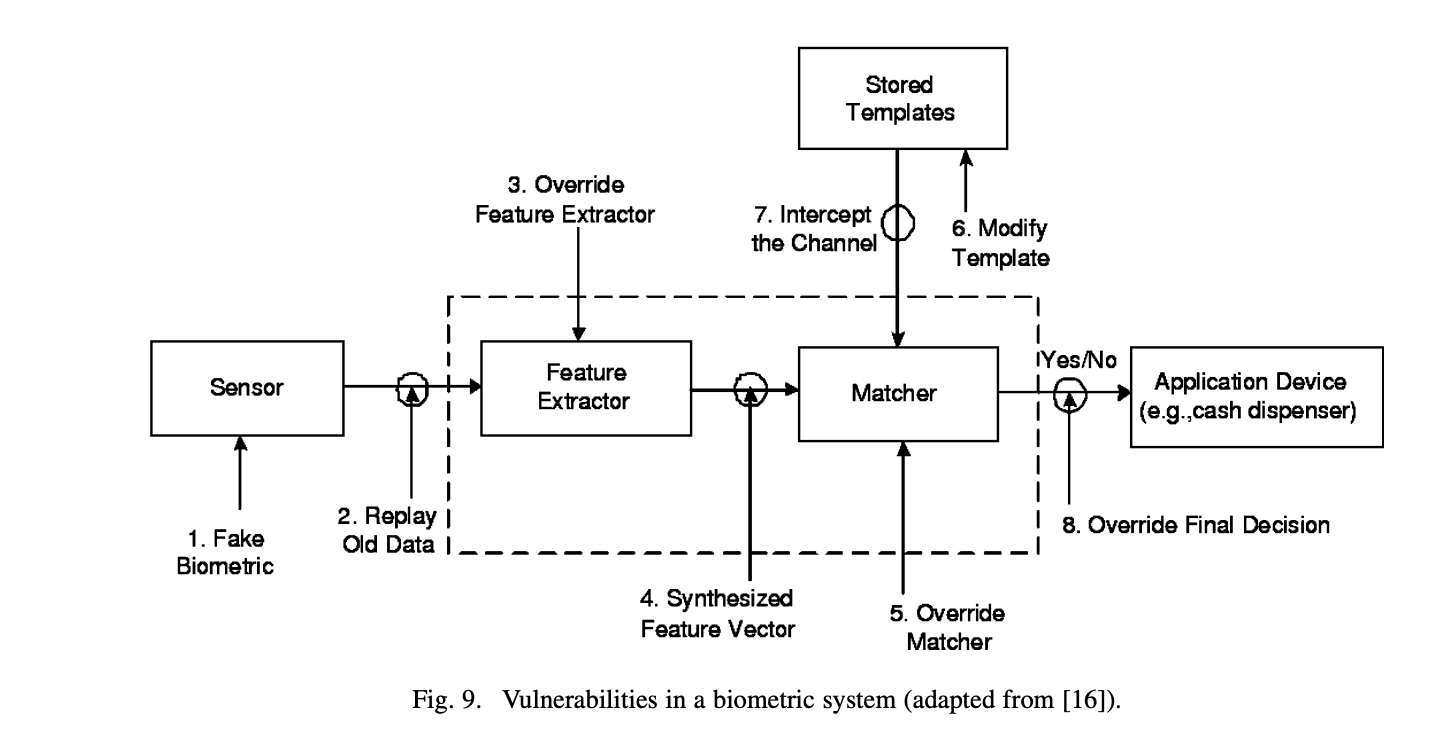 Stored
Templates
3. Override
Feature Extractor
7. Intercept
the Channel
6. Modify
Template
Sensor
Feature
Extractor
Matcher
Yes/No
Application Device
(e.g.,cash dispenser)
1. Fake
Biometric
2. Replay
Old Data
8. Override Final Decision
4. Synthesized
Feature Vector
5. Override
Matcher
Fig. 9. Vulnerabilities in a biometric system (adapted from [16]).